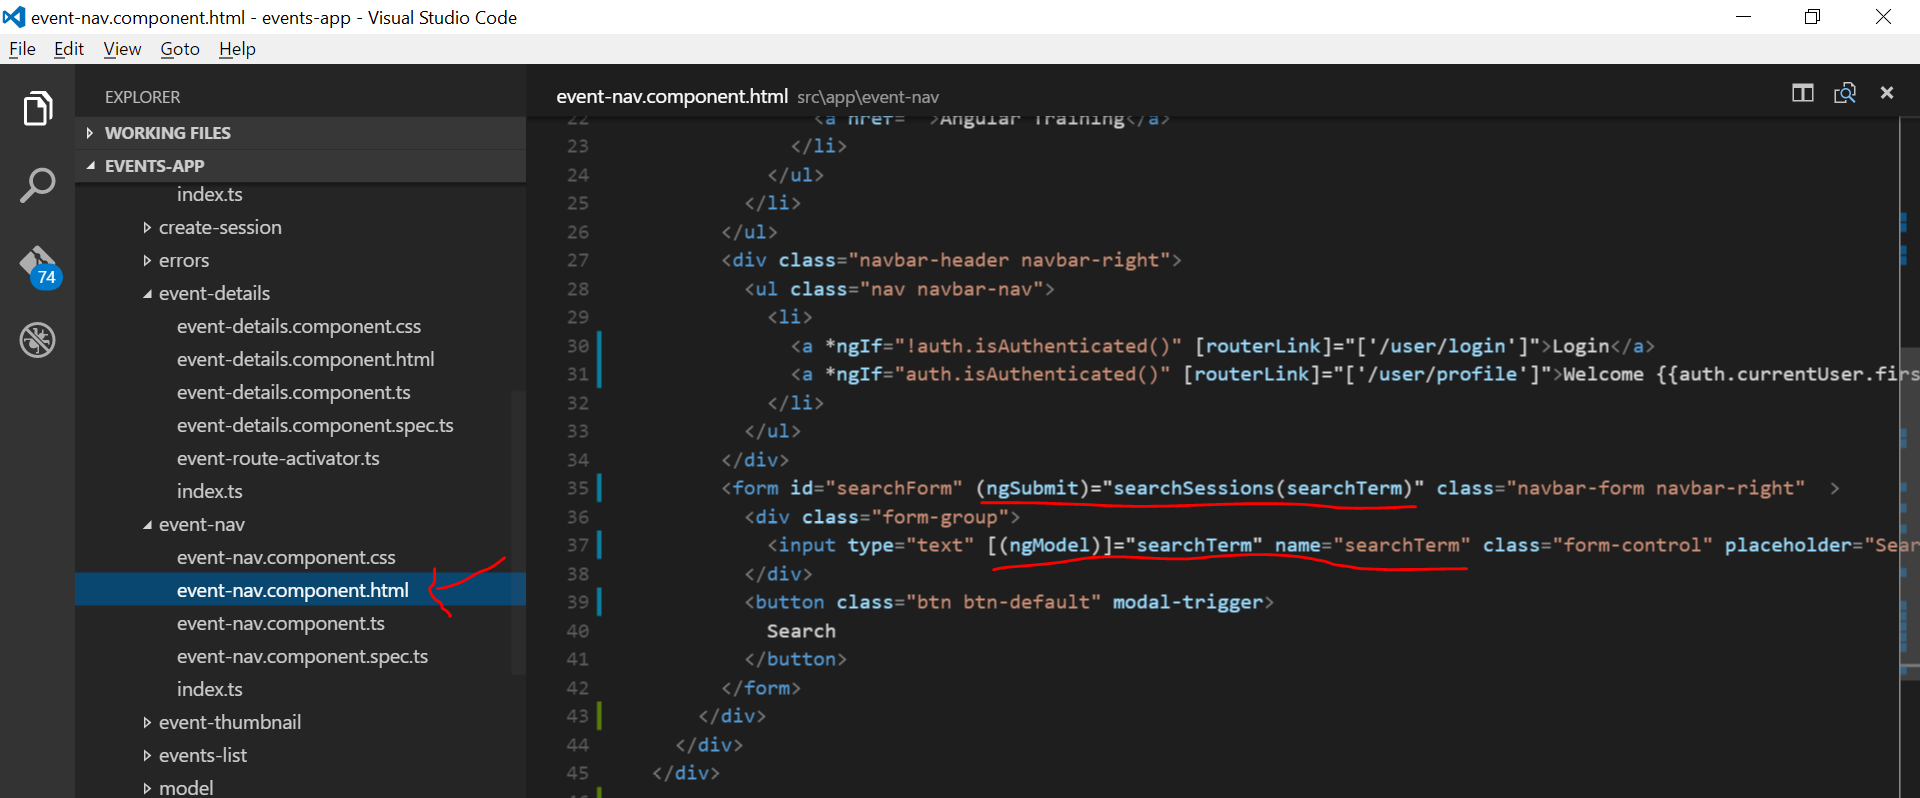 event-nav.component.html - events-app - Visual Studio Code
File Edit View Goto Help
EXPLORER
WORKING FILES
EVENTS-APP
index.ts
create-session
errors
event-details
event-details.component.css
event-details.component.html
event-details.component.ts
event-details.component.spec.ts
event-route-activator.ts
index.ts
event-nav
event-nav.component.css
event-nav.component.html
event-nav.component.ts
event-nav.component.spec.ts
index.ts
event-thumbnail
events-list
model
74
event-nav.component.html src\app\event-nav
22 <a href=" ">Angular Training</a>
23 </li>
24 </ul>
25 </li>
26 </ul>
27 <div class="navbar-header navbar-right">
28 <ul class="nav navbar-nav">
29 <li>
30 <a *ngIf="!auth.isAuthenticated()" [routerLink]="['/user/login']">Login</a>
31 <a *ngIf="auth.isAuthenticated()" [routerLink]="['/user/profile']">Welcome {{auth.currentUser.firs
32 </li>
33 </ul>
34 </div>
35 <form id="searchForm" (ngSubmit)="searchSessions(searchTerm)" class="navbar-form navbar-right" >
36 <div class="form-group">
37 <input type="text" [(ngModel)]="searchTerm" name="searchTerm" class="form-control" placeholder="Sear
38 </div>
39 <button class="btn btn-default" modal-trigger>
40 Search
41 </button>
42 </form>
43 </div>
44 </div>
45 </div>